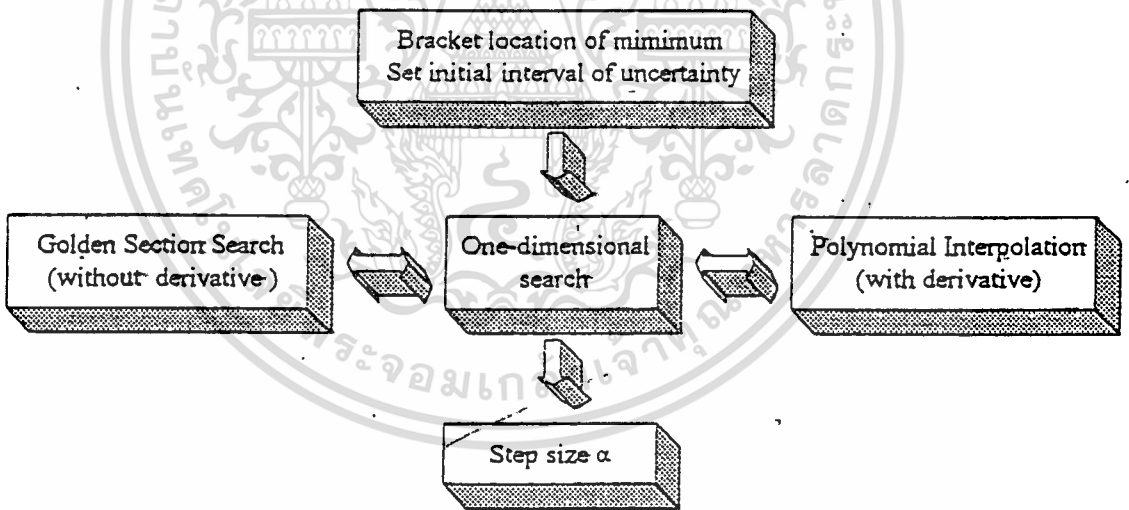 Bracket location of mimimum
Set initial interval of uncertainty
Golden Section Search
(without derivative)
One-dimensional
search
Polynomial Interpolation
(with derivative)
Step size α